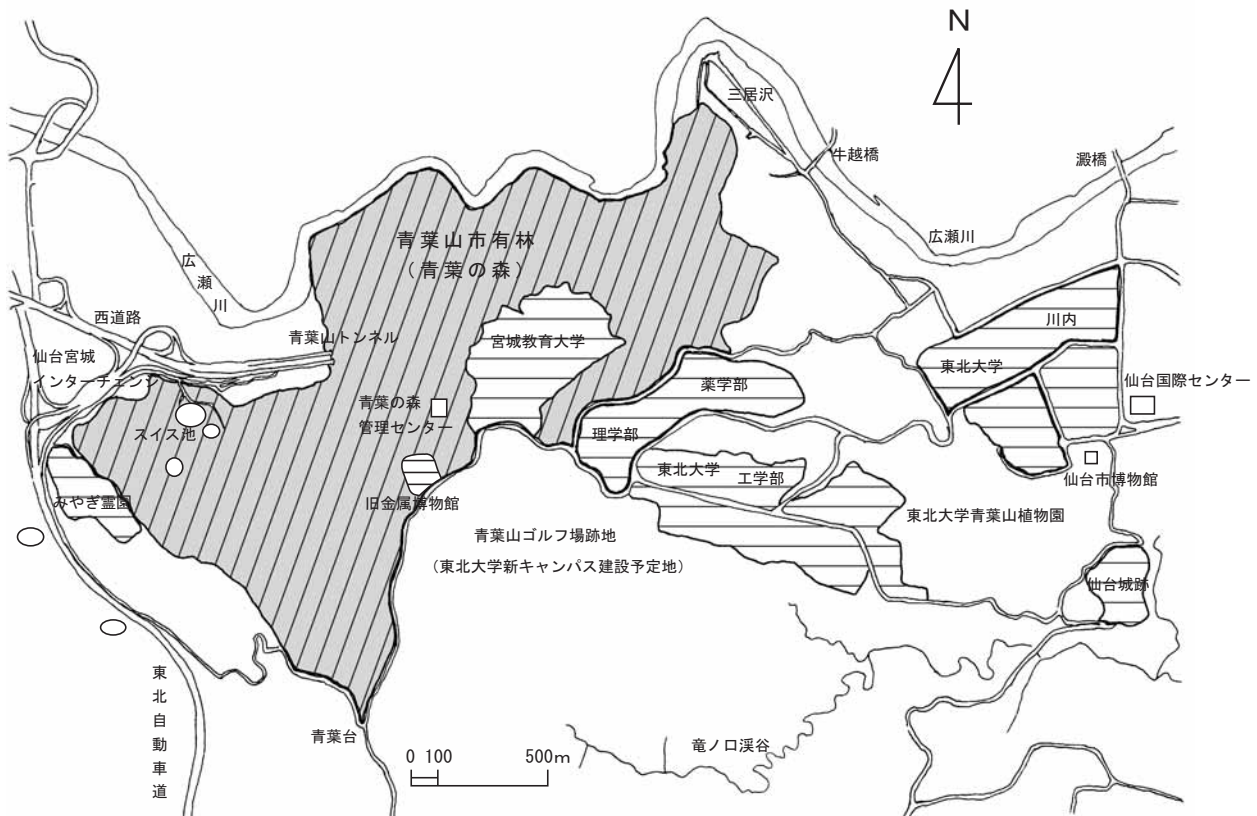 N
三居沢
牛越橋
澱橋
広瀬川
青葉山市有林
（青葉の森）
広瀬川
西道路
青葉山トンネル
宮城教育大学
川内
仙台宮城
インターチェンジ
薬学部
東北大学
仙台国際センター
青葉の森
管理センター
スイス池
理学部
東北大学
工学部
仙台市博物館
みやぎ霊園
旧金属博物館
東北大学青葉山植物園
青葉山ゴルフ場跡地
（東北大学新キャンパス建設予定地）
仙台城跡
東北自動車道
青葉台
0 100 500m
竜ノ口渓谷